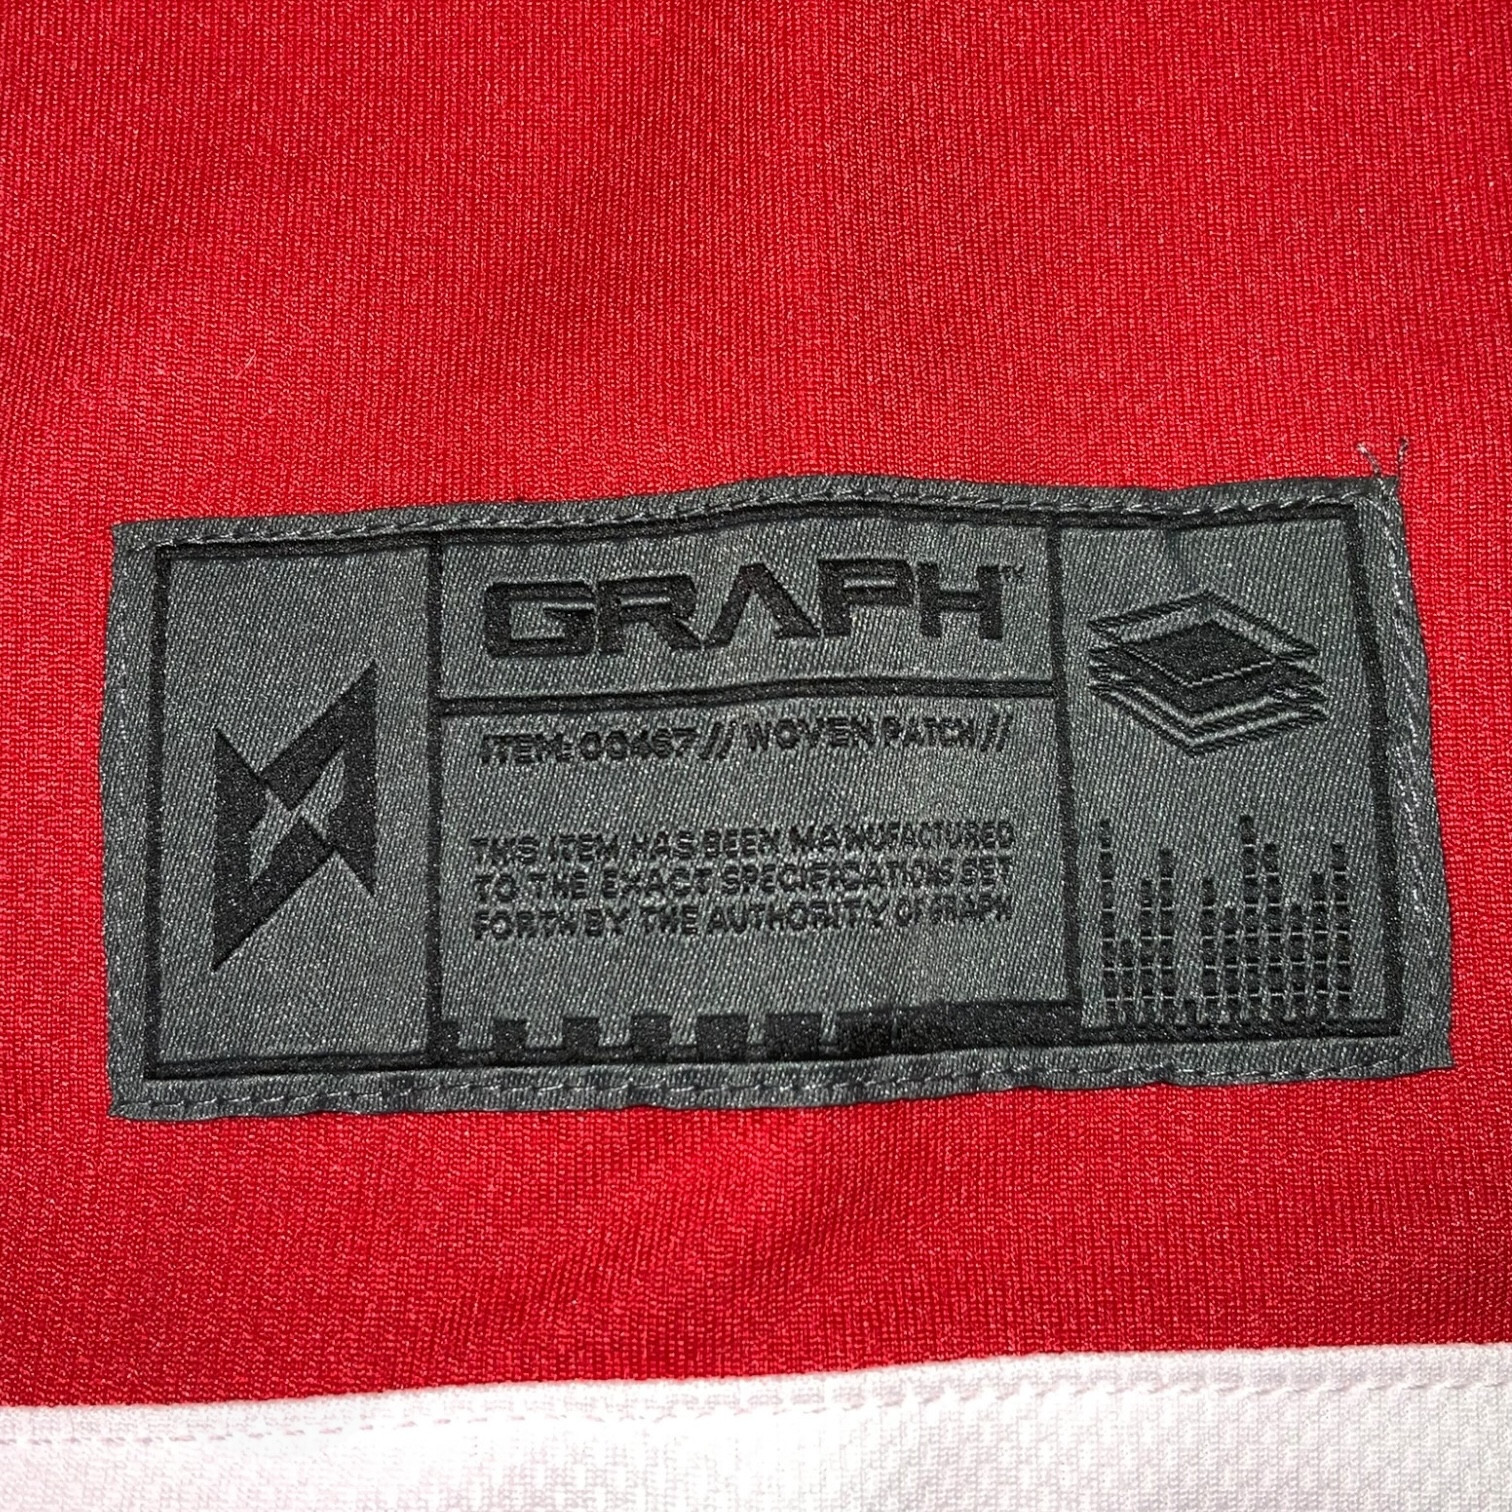 GRAPH™
ITEM: 00467 // WOVEN PATCH //
THIS ITEM HAS BEEN MANUFACTURED
TO THE EXACT SPECIFICATIONS SET
FORTH BY THE AUTHORITY OF GRAPH